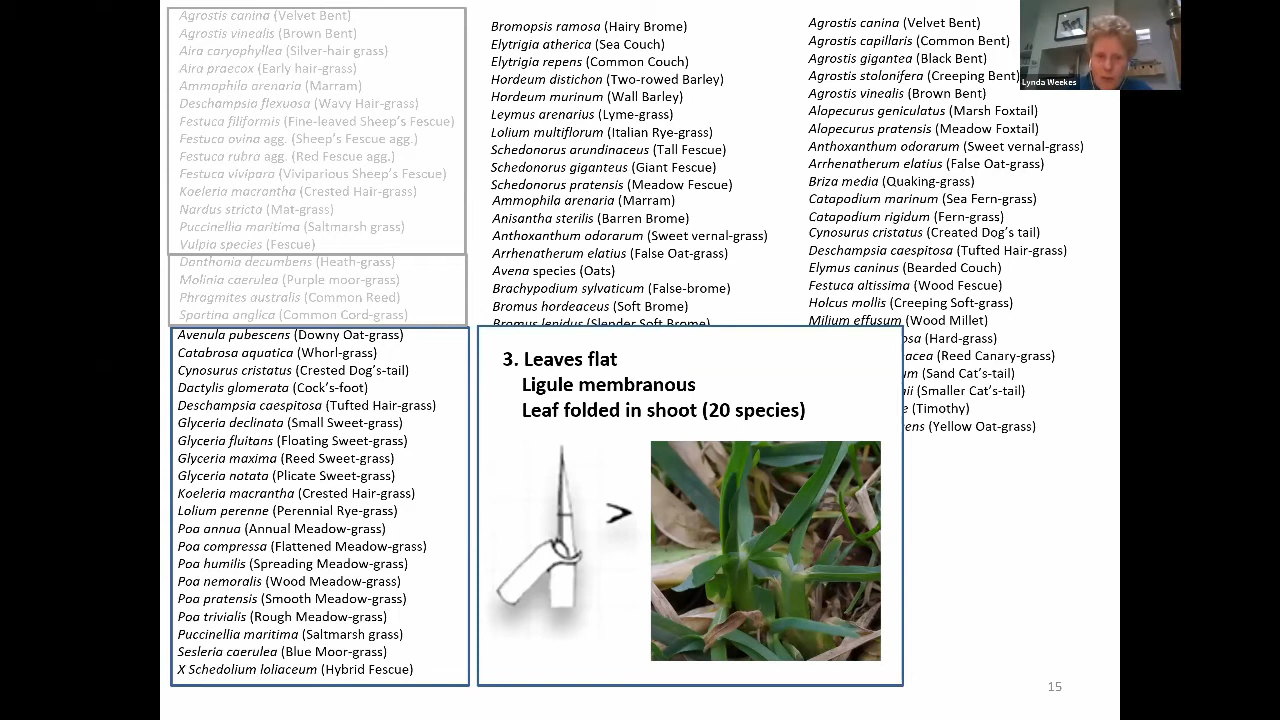 Agrostis canina (Velvet Bent)
Agrostis vinealis (Brown Bent)
Aira caryophyllea (Silver-hair grass)
Aira praecox (Early hair-grass)
Ammophila arenaria (Marram)
Deschampsia flexuosa (Wavy Hair-grass)
Festuca filiformis (Fine-leaved Sheep's Fescue)
Festuca ovina agg. (Sheep's Fescue agg.)
Festuca rubra agg. (Red Fescue agg.)
Festuca vivipara (Viviparious Sheep's Fescue)
Koeleria macrantha (Crested Hair-grass)
Nardus stricta (Mat-grass)
Puccinellia maritima (Saltmarsh grass)
Vulpia species (Fescue)
Danthonia decumbens (Heath-grass)
Molinia caerulea (Purple moor-grass)
Phragmites australis (Common Reed)
Spartina anglica (Common Cord-grass)
Avenula pubescens (Downy Oat-grass)
Catabrosa aquatica (Whorl-grass)
Cynosurus cristatus (Crested Dog's-tail)
Dactylis glomerata (Cock's-foot)
Deschampsia caespitosa (Tufted Hair-grass)
Glyceria declinata (Small Sweet-grass)
Glyceria fluitans (Floating Sweet-grass)
Glyceria maxima (Reed Sweet-grass)
Glyceria notata (Plicate Sweet-grass)
Koeleria macrantha (Crested Hair-grass)
Lolium perenne (Perennial Rye-grass)
Poa annua (Annual Meadow-grass)
Poa compressa (Flattened Meadow-grass)
Poa humilis (Spreading Meadow-grass)
Poa nemoralis (Wood Meadow-grass)
Poa pratensis (Smooth Meadow-grass)
Poa trivialis (Rough Meadow-grass)
Puccinellia maritima (Saltmarsh grass)
Sesleria caerulea (Blue Moor-grass)
X Schedolium loliaceum (Hybrid Fescue)
Bromopsis ramosa (Hairy Brome)
Elytrigia atherica (Sea Couch)
Elytrigia repens (Common Couch)
Hordeum distichon (Two-rowed Barley)
Hordeum murinum (Wall Barley)
Leymus arenarius (Lyme-grass)
Lolium multiflorum (Italian Rye-grass)
Schedonorus arundinaceus (Tall Fescue)
Schedonorus giganteus (Giant Fescue)
Schedonorus pratensis (Meadow Fescue)
Ammophila arenaria (Marram)
Anisantha sterilis (Barren Brome)
Anthoxanthum odorarum (Sweet vernal-grass)
Arrhenatherum elatius (False Oat-grass)
Avena species (Oats)
Brachypodium sylvaticum (False-brome)
Bromus hordeaceus (Soft Brome)
Bromus lepidus (Slender Soft Brome)
3. Leaves flat
Ligule membranous
Leaf folded in shoot (20 species)
>
Agrostis canina (Velvet Bent)
Agrostis capillaris (Common Bent)
Agrostis gigantea (Black Bent)
Agrostis stolonifera (Creeping Bent)
Agrostis vinealis (Brown Bent)
Alopecurus geniculatus (Marsh Foxtail)
Alopecurus pratensis (Meadow Foxtail)
Anthoxanthum odorarum (Sweet vernal-grass)
Arrhenatherum elatius (False Oat-grass)
Briza media (Quaking-grass)
Catapodium marinum (Sea Fern-grass)
Catapodium rigidum (Fern-grass)
Cynosurus cristatus (Created Dog's tail)
Deschampsia caespitosa (Tufted Hair-grass)
Elymus caninus (Bearded Couch)
Festuca altissima (Wood Fescue)
Holcus mollis (Creeping Soft-grass)
Milium effusum (Wood Millet)
osa (Hard-grass)
acea (Reed Canary-grass)
um (Sand Cat's-tail)
nii (Smaller Cat's-tail)
e (Timothy)
ens (Yellow Oat-grass)
Lynda Weekes
15